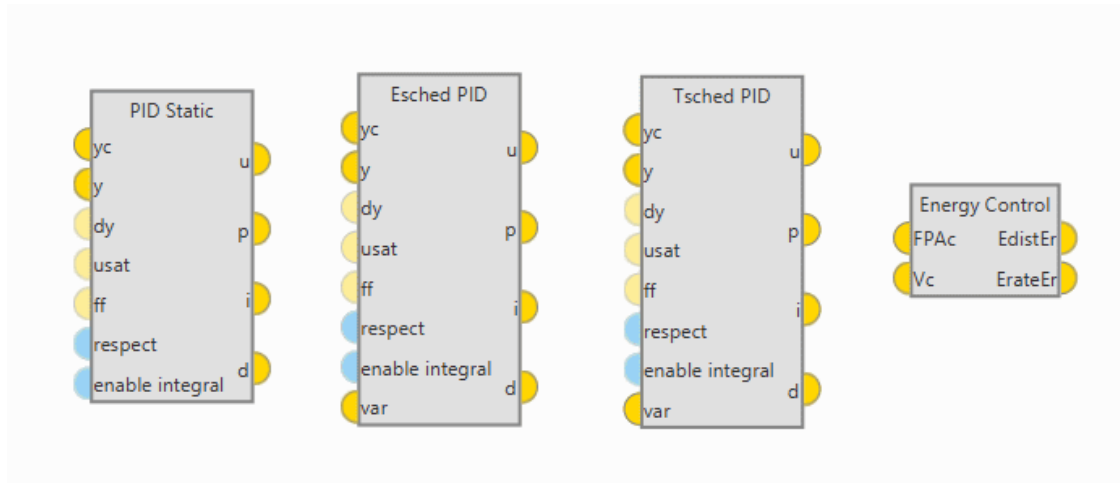 PID Static
yc
y
dy
usat
ff
respect
enable integral
u
p
i
d
Esched PID
yc
y
dy
usat
ff
respect
enable integral
var
u
p
i
d
Tsched PID
yc
y
dy
usat
ff
respect
enable integral
var
u
p
i
d
Energy Control
FPAc EdistEr
Vc ErateEr